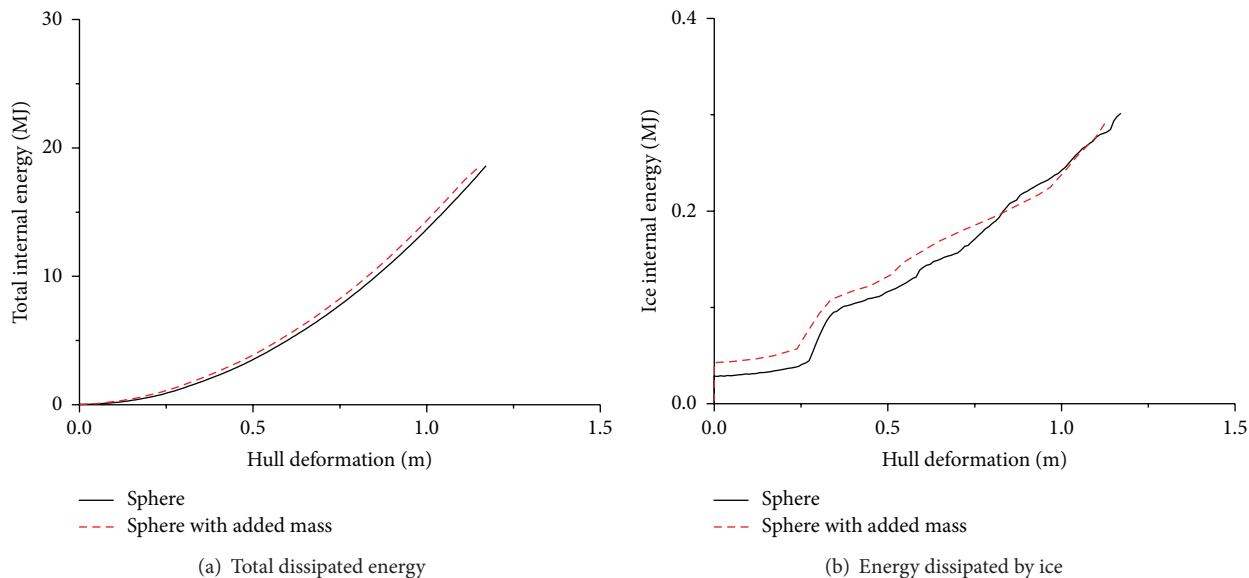 30
20
10
0
Total internal energy (MJ)
0.0 0.5 1.0 1.5
Hull deformation (m)
Sphere
Sphere with added mass
(a) Total dissipated energy
0.4
0.2
0.0
Ice internal energy (MJ)
0.0 0.5 1.0 1.5
Hull deformation (m)
Sphere
Sphere with added mass
(b) Energy dissipated by ice